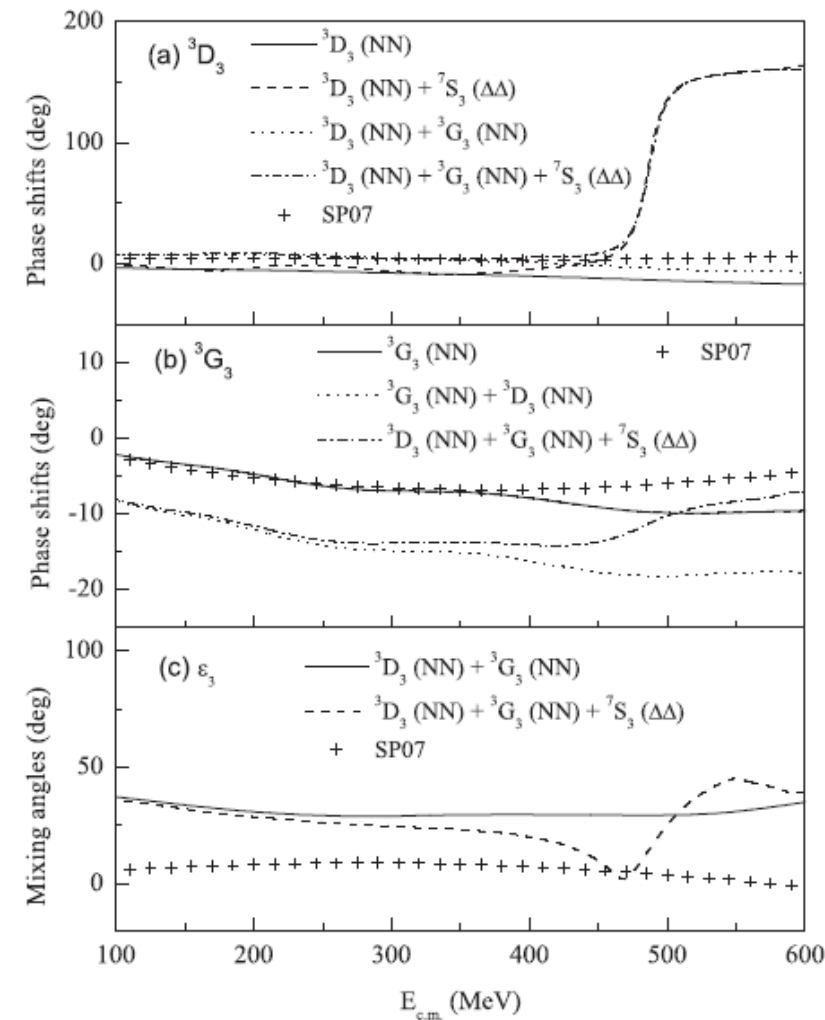 200
(a) ³D₃
³D₃ (NN)
³D₃ (NN) + ⁷S₃ (ΔΔ)
³D₃ (NN) + ³G₃ (NN)
³D₃ (NN) + ³G₃ (NN) + ⁷S₃ (ΔΔ)
+ SP07
100
0
Phase shifts (deg)
(b) ³G₃
³G₃ (NN)
+ SP07
³G₃ (NN) + ³D₃ (NN)
³D₃ (NN) + ³G₃ (NN) + ⁷S₃ (ΔΔ)
10
0
-10
-20
Phase shifts (deg)
(c) ε₃
³D₃ (NN) + ³G₃ (NN)
³D₃ (NN) + ³G₃ (NN) + ⁷S₃ (ΔΔ)
+ SP07
100
50
0
Mixing angles (deg)
100 200 300 400 500 600
E_c.m. (MeV)